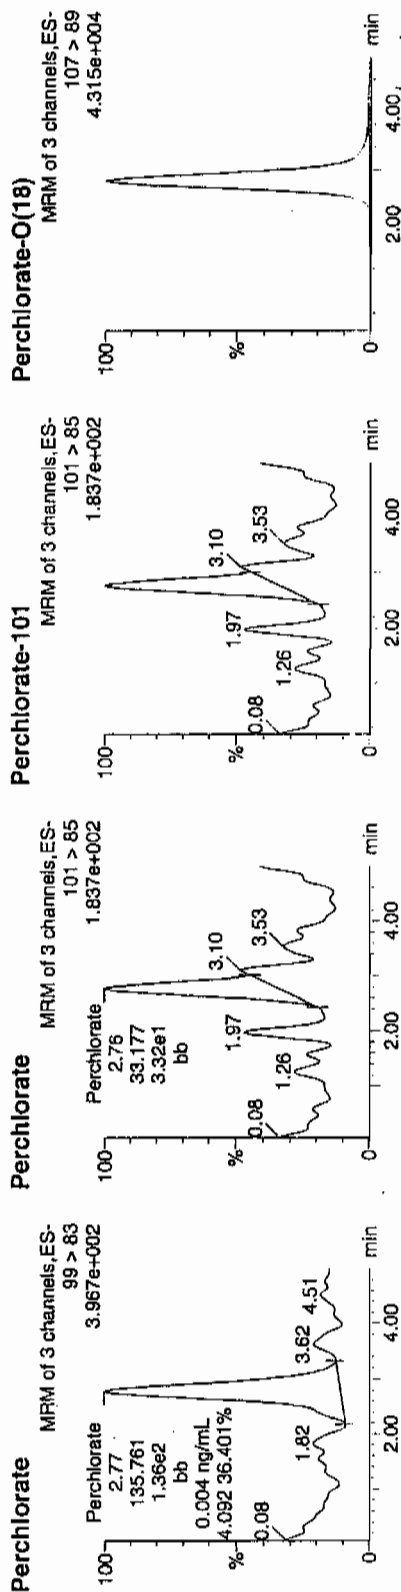 Perchlorate
MRM of 3 channels,ES-
99 > 83
3.967e+002
100
Perchlorate
2.77
135.761
1.36e2
bb
0.004 ng/mL
4.092 36.401%
%
0.08
1.82
3.62
4.51
0
2.00
4.00
min
Perchlorate
MRM of 3 channels,ES-
101 > 85
1.837e+002
100
Perchlorate
2.76
33.177
3.32e1
bb
%
0.08
1.26
1.97
3.10
3.53
0
2.00
4.00
min
Perchlorate-101
MRM of 3 channels,ES-
101 > 85
1.837e+002
100
%
0.08
1.26
1.97
3.10
3.53
0
2.00
4.00
min
Perchlorate-O(18)
MRM of 3 channels,ES-
107 > 89
4.315e+004
100
%
0
2.00
4.00
min